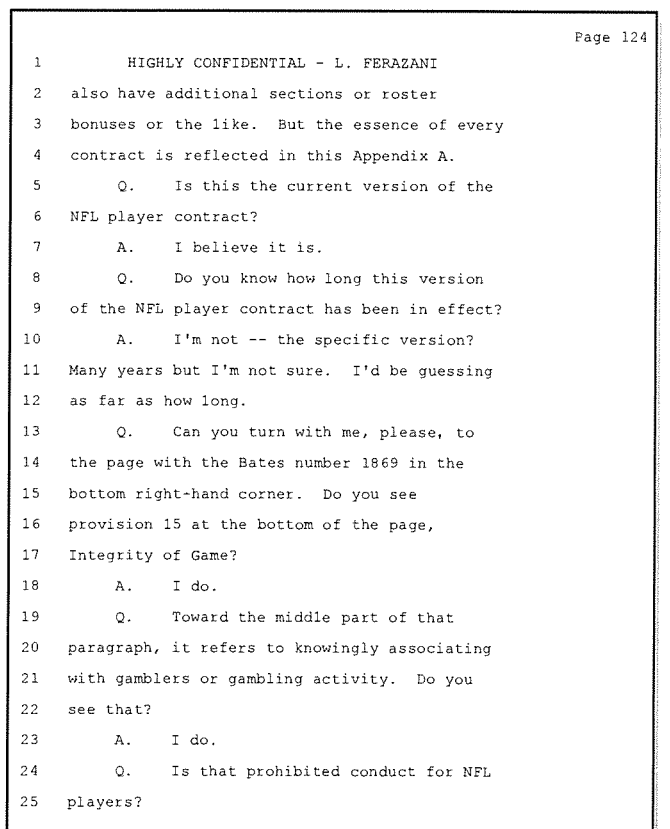 Page 124
1 HIGHLY CONFIDENTIAL - L. FERAZANI
2 also have additional sections or roster
3 bonuses or the like. But the essence of every
4 contract is reflected in this Appendix A.
5 Q. Is this the current version of the
6 NFL player contract?
7 A. I believe it is.
8 Q. Do you know how long this version
9 of the NFL player contract has been in effect?
10 A. I'm not -- the specific version?
11 Many years but I'm not sure. I'd be guessing
12 as far as how long.
13 Q. Can you turn with me, please, to
14 the page with the Bates number 1869 in the
15 bottom right-hand corner. Do you see
16 provision 15 at the bottom of the page,
17 Integrity of Game?
18 A. I do.
19 Q. Toward the middle part of that
20 paragraph, it refers to knowingly associating
21 with gamblers or gambling activity. Do you
22 see that?
23 A. I do.
24 Q. Is that prohibited conduct for NFL
25 players?